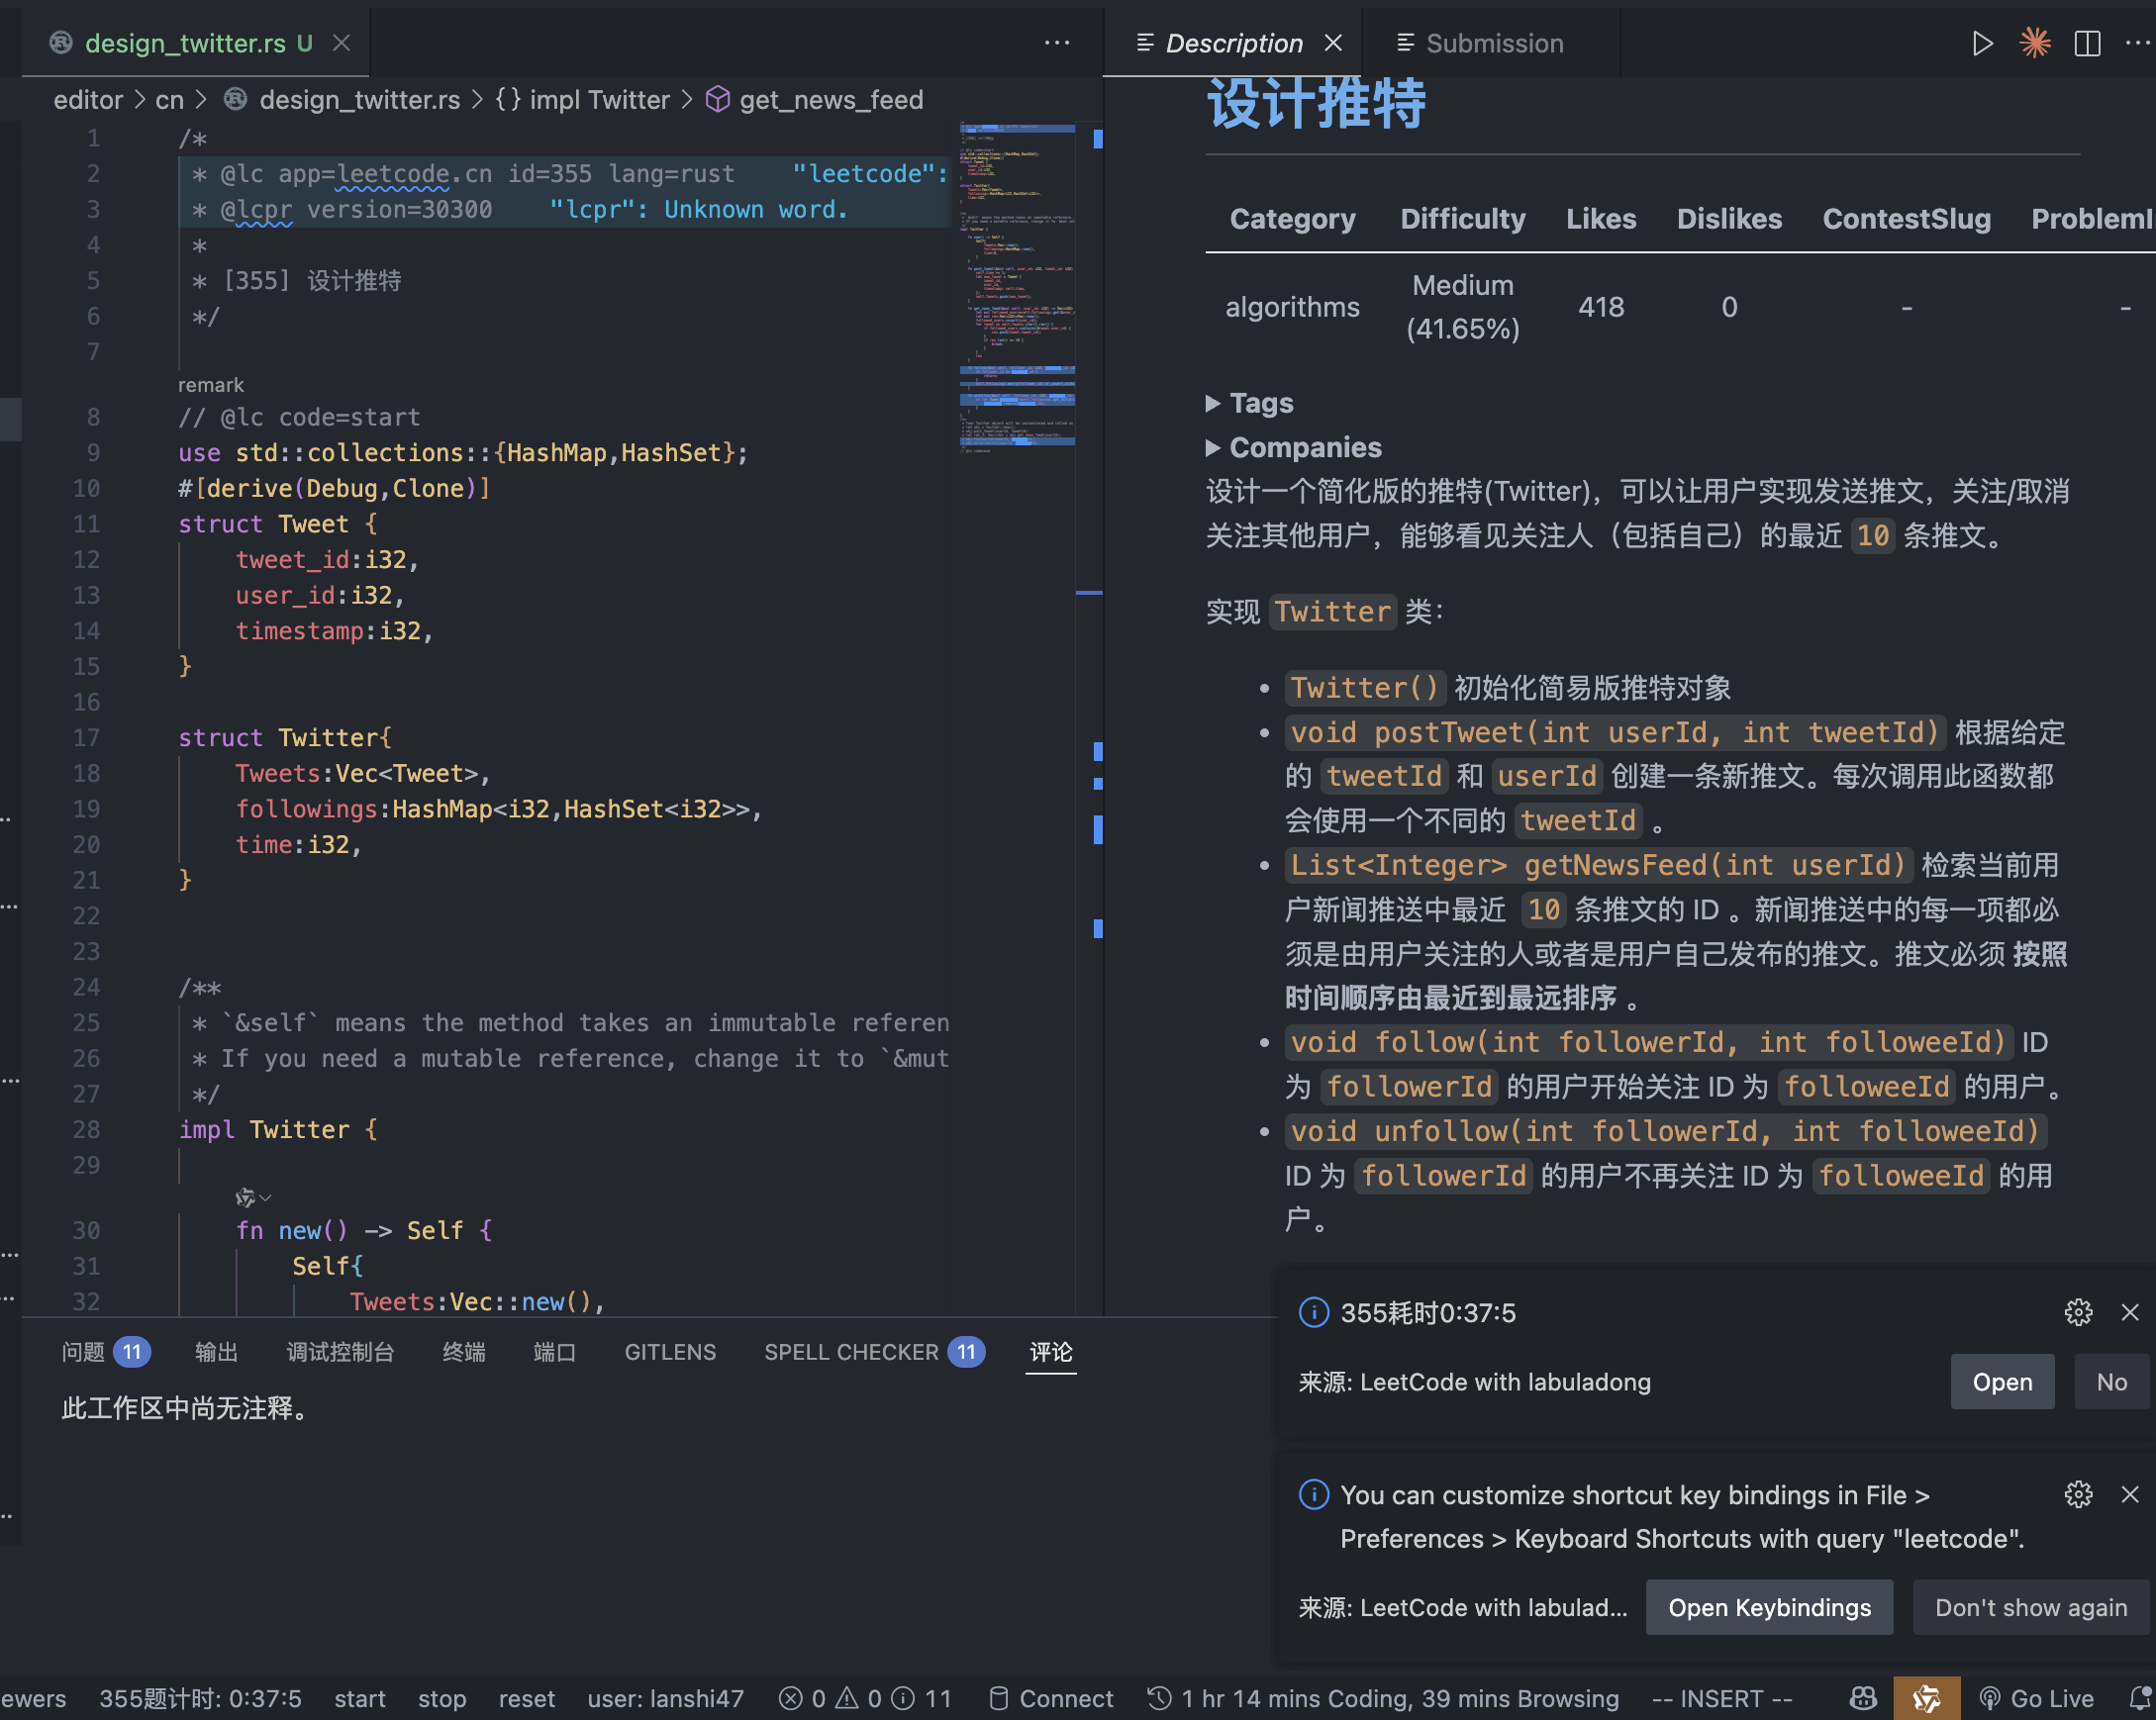 design_twitter.rs U
editor > cn > design_twitter.rs > {} impl Twitter > get_news_feed
1 /*
2 * @lc app=leetcode.cn id=355 lang=rust "leetcode":
3 * @lcpr version=30300 "lcpr": Unknown word.
4 *
5 * [355] 设计推特
6 */
7
remark
8 // @lc code=start
9 use std::collections::{HashMap,HashSet};
10 #[derive(Debug,Clone)]
11 struct Tweet {
12 tweet_id:i32,
13 user_id:i32,
14 timestamp:i32,
15 }
16
17 struct Twitter{
18 Tweets:Vec<Tweet>,
19 followings:HashMap<i32,HashSet<i32>>,
20 time:i32,
21 }
22
23
24 /**
25 * `&self` means the method takes an immutable referen
26 * If you need a mutable reference, change it to `&mut
27 */
28 impl Twitter {
29
30 fn new() -> Self {
31 Self{
32 Tweets:Vec::new(),
Description
Submission
设计推特
Category Difficulty Likes Dislikes ContestSlug ProblemI
algorithms Medium (41.65%) 418 0 - -
Tags
Companies
设计一个简化版的推特(Twitter)，可以让用户实现发送推文，关注/取消
关注其他用户，能够看见关注人（包括自己）的最近 10 条推文。
实现 Twitter 类：
• Twitter() 初始化简易版推特对象
• void postTweet(int userId, int tweetId) 根据给定
的 tweetId 和 userId 创建一条新推文。每次调用此函数都
会使用一个不同的 tweetId 。
• List<Integer> getNewsFeed(int userId) 检索当前用
户新闻推送中最近 10 条推文的 ID 。新闻推送中的每一项都必
须是由用户关注的人或者是用户自己发布的推文。推文必须 按照
时间顺序由最近到最远排序 。
• void follow(int followerId, int followeeId) ID
为 followerId 的用户开始关注 ID 为 followeeId 的用户。
• void unfollow(int followerId, int followeeId)
ID 为 followerId 的用户不再关注 ID 为 followeeId 的用
户。
问题 11 输出 调试控制台 终端 端口 GITLENS SPELL CHECKER 11 评论
此工作区中尚无注释。
355耗时0:37:5
来源: LeetCode with labuladong Open No
You can customize shortcut key bindings in File >
Preferences > Keyboard Shortcuts with query "leetcode".
来源: LeetCode with labulad... Open Keybindings Don't show again
ewers 355题计时: 0:37:5 start stop reset user: lanshi47 0 0 11 Connect 1 hr 14 mins Coding, 39 mins Browsing -- INSERT -- Go Live